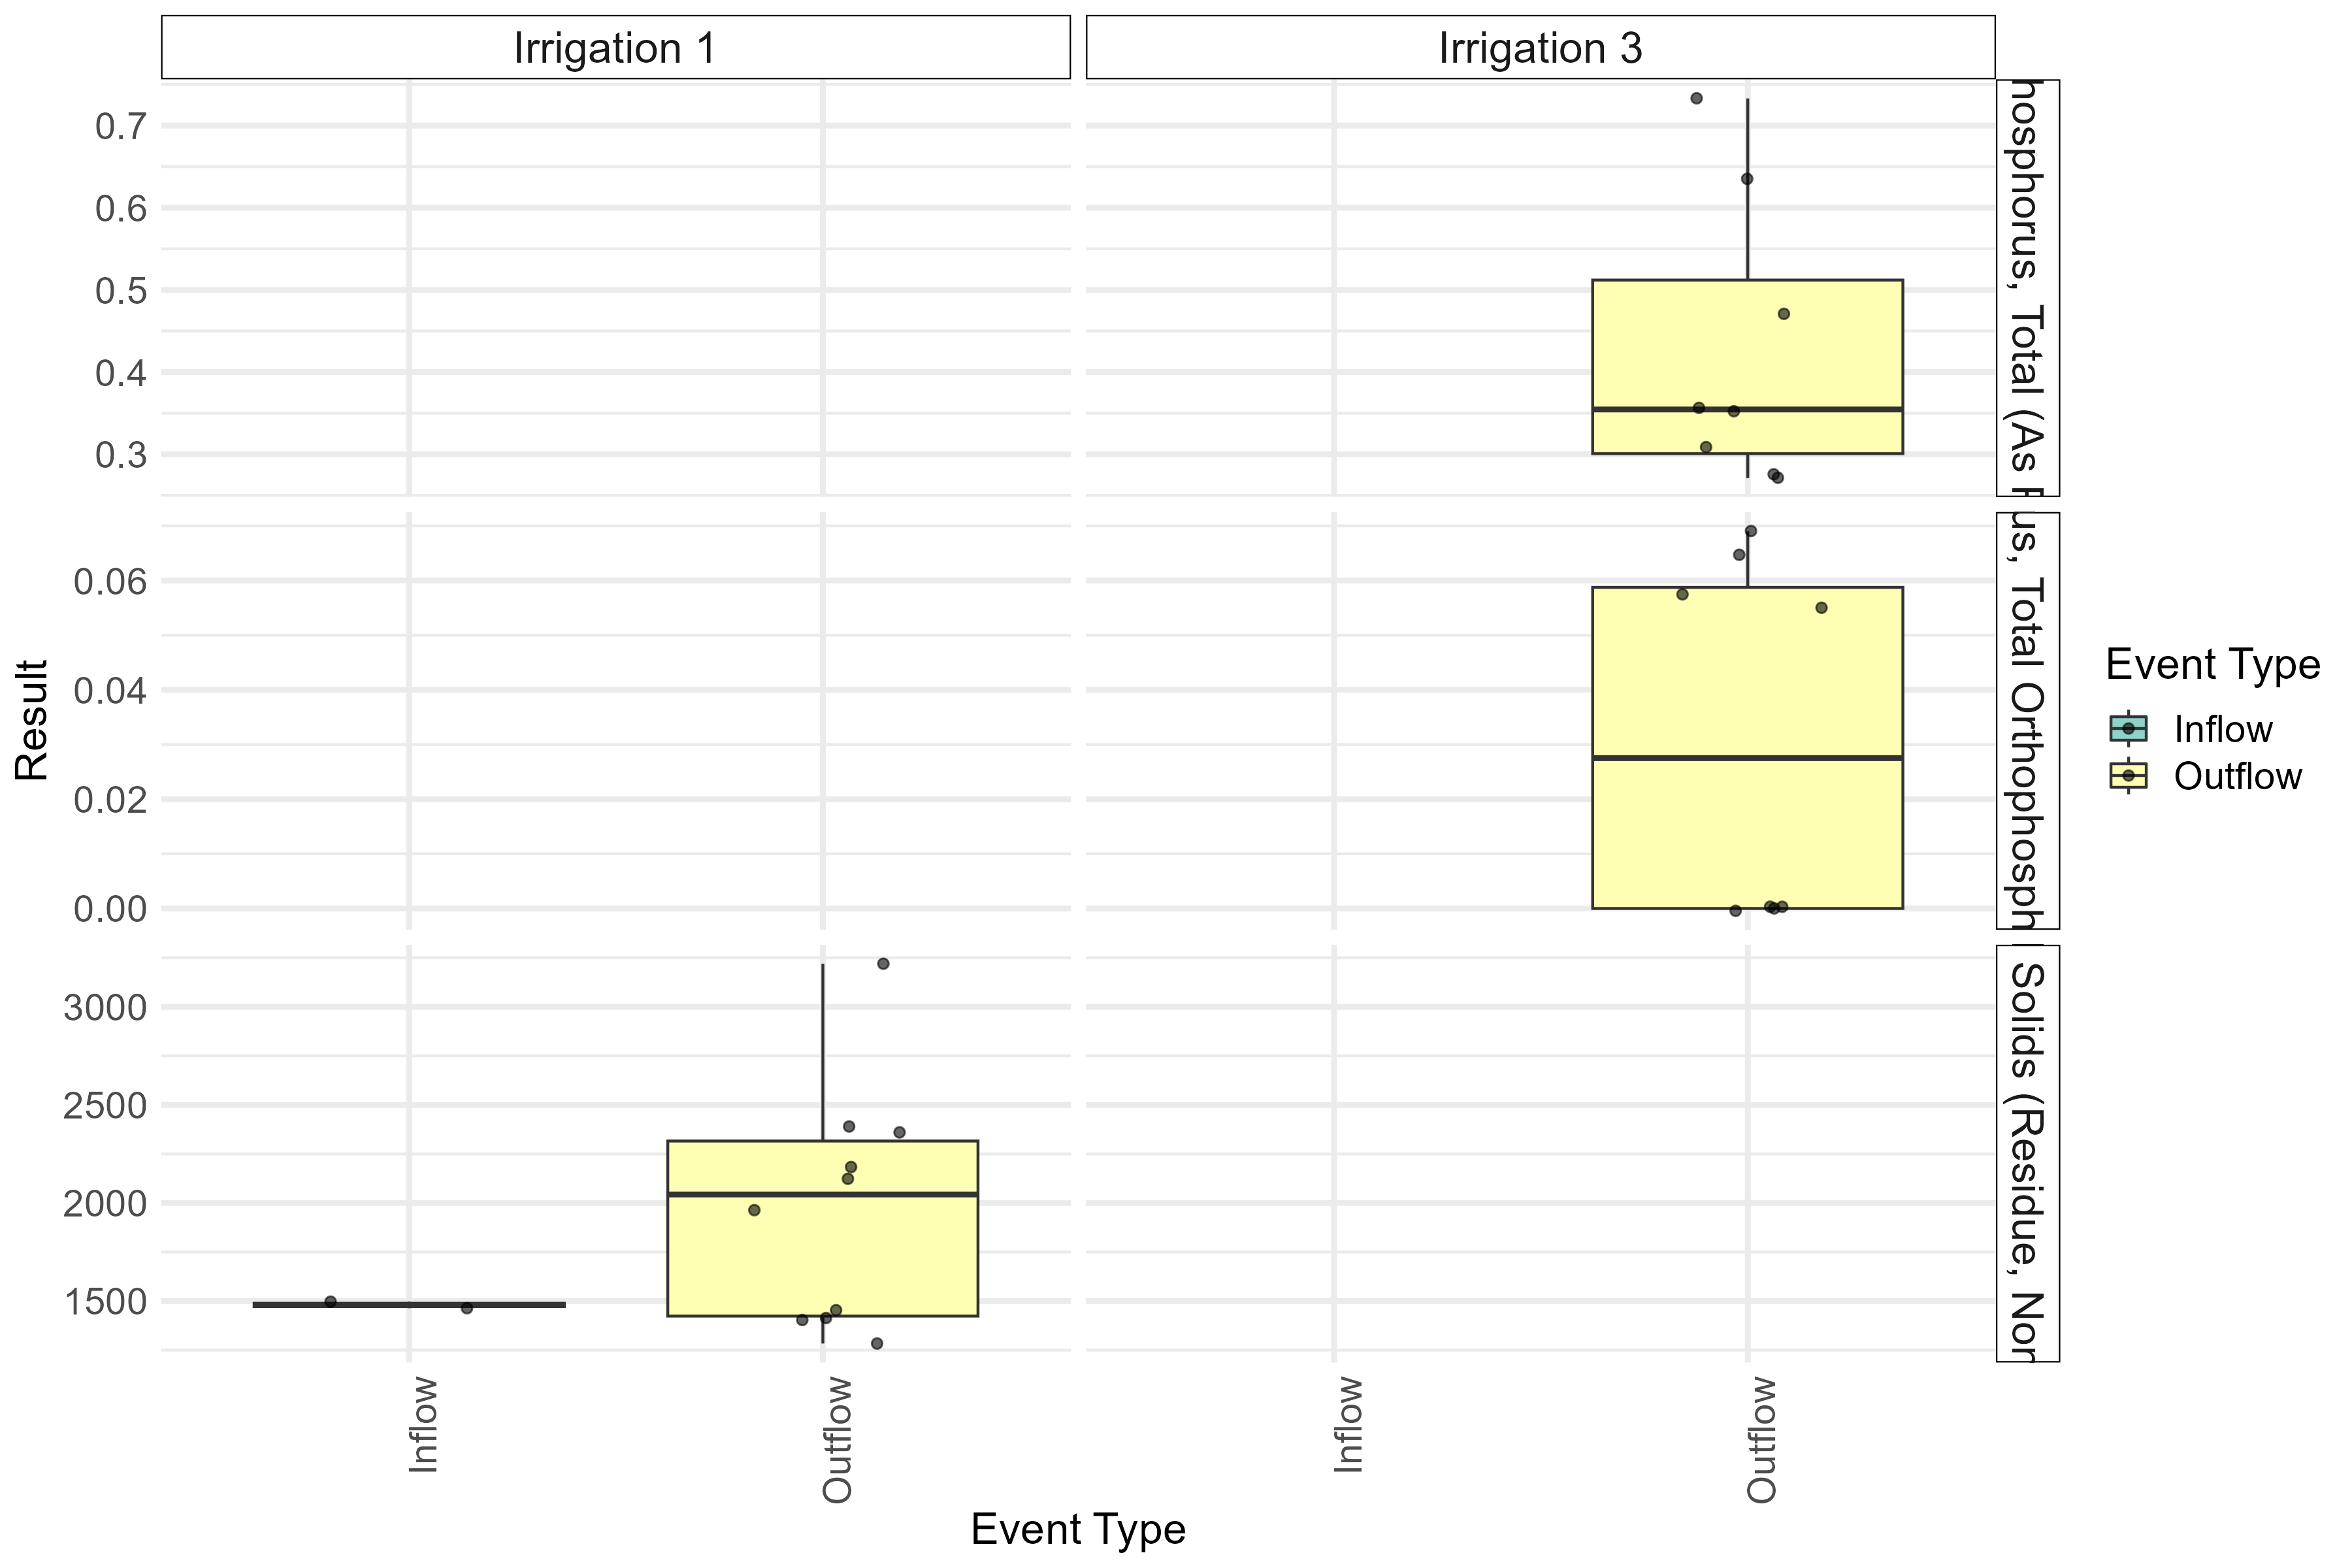 Irrigation 1
Irrigation 3
0.7
0.6
0.5
0.4
0.3
hosphorus, Total (As
0.06
0.04
0.02
0.00
us, Total Orthophosph
3000
2500
2000
1500
Solids (Residue, Nor
Result
Inflow
Outflow
Inflow
Outflow
Event Type
Event Type
Inflow
Outflow